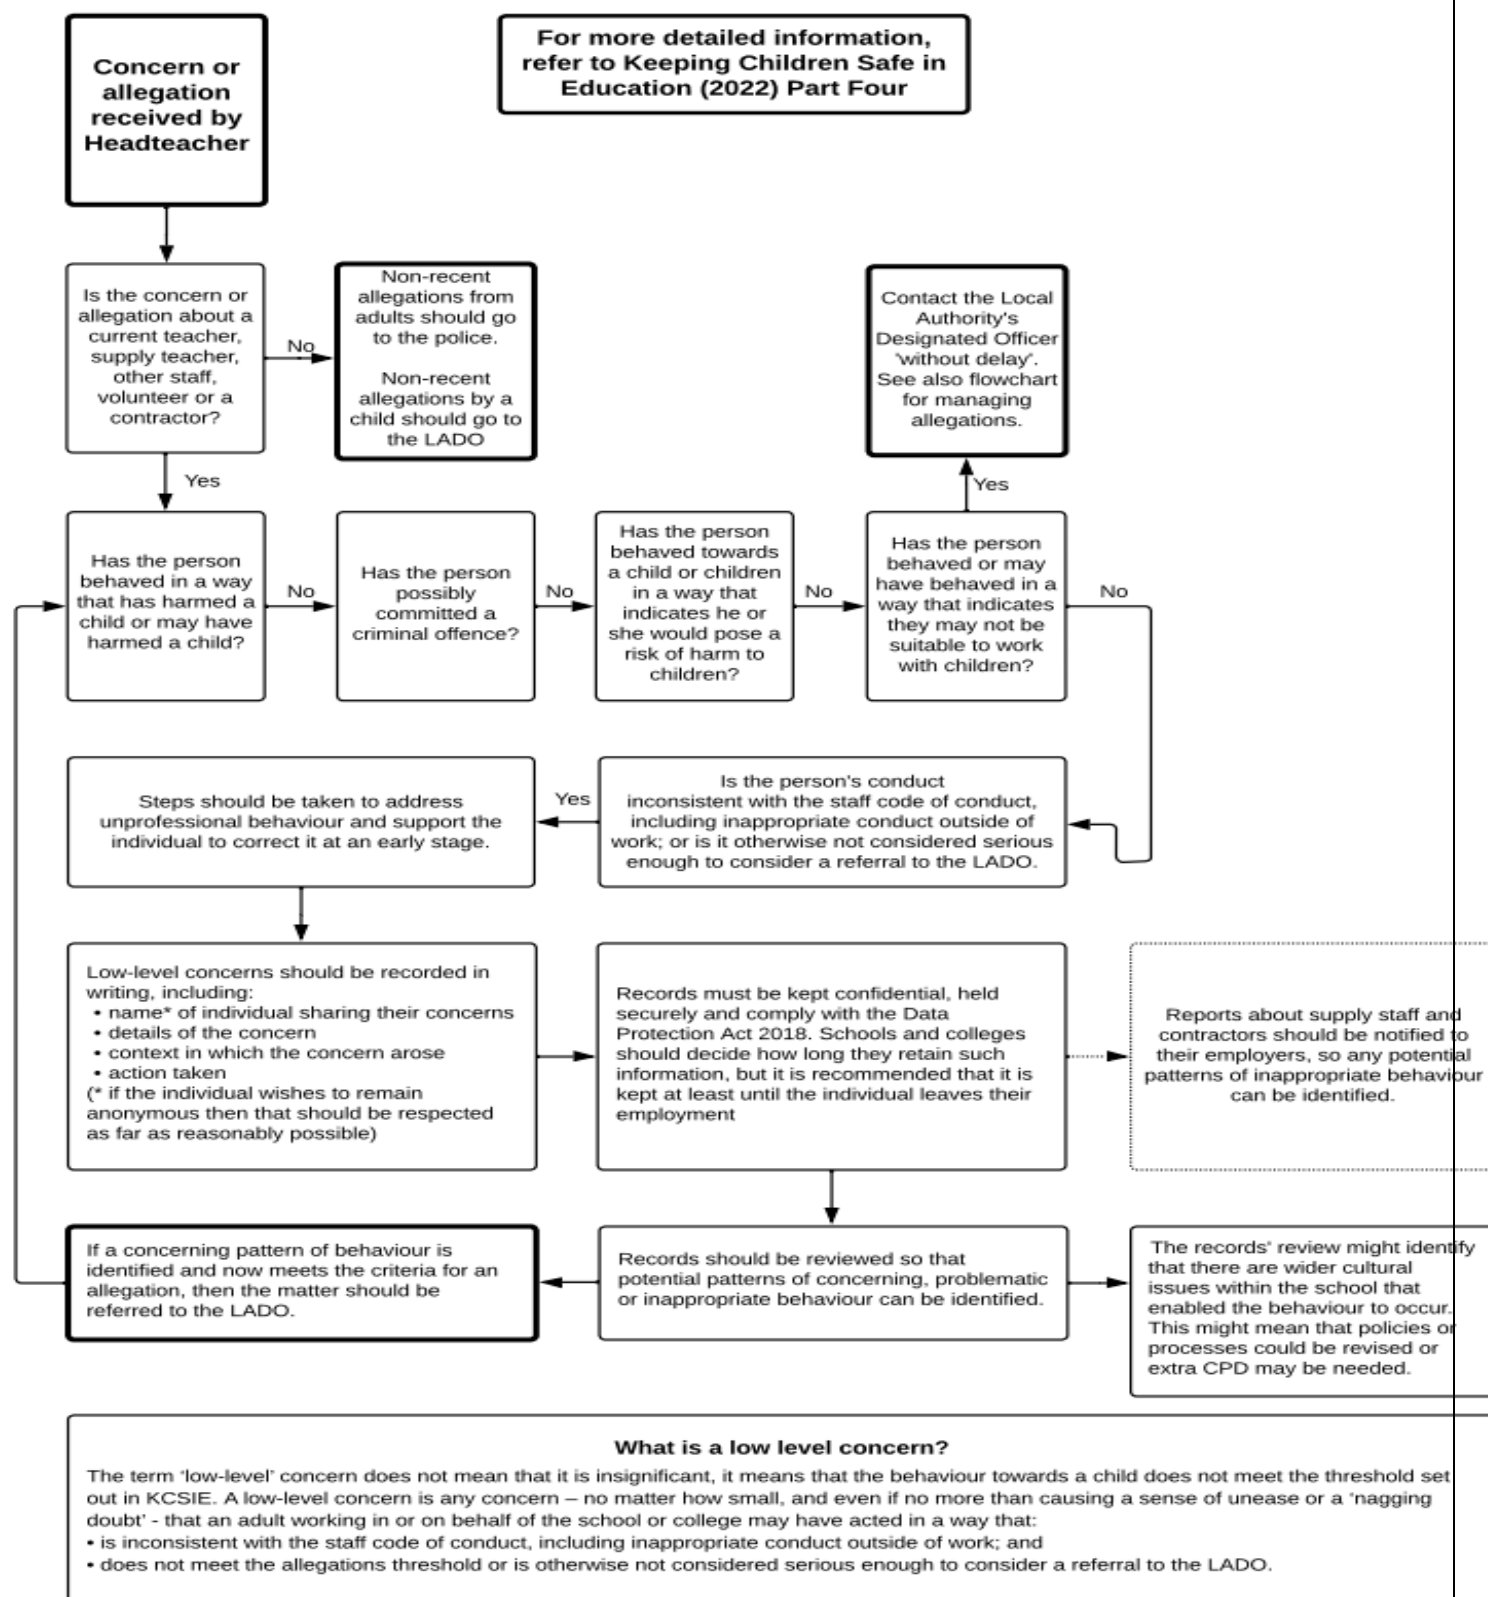 Concern or
allegation
received by
Headteacher
For more detailed information,
refer to Keeping Children Safe in
Education (2022) Part Four
Is the concern or
allegation about a
current teacher,
supply teacher,
other staff,
volunteer or a
contractor?
No
Non-recent
allegations from
adults should go
to the police.
Non-recent
allegations by a
child should go to
the LADO
Contact the Local
Authority's
Designated Officer
'without delay'.
See also flowchart
for managing
allegations.
Yes
Yes
Has the person
behaved in a way
that has harmed a
child or may have
harmed a child?
No
Has the person
possibly
committed a
criminal offence?
No
Has the person
behaved towards
a child or children
in a way that
indicates he or
she would pose a
risk of harm to
children?
No
Has the person
behaved or may
have behaved in a
way that indicates
they may not be
suitable to work
with children?
No
Steps should be taken to address
unprofessional behaviour and support the
individual to correct it at an early stage.
Yes
Is the person's conduct
inconsistent with the staff code of conduct,
including inappropriate conduct outside of
work; or is it otherwise not considered serious
enough to consider a referral to the LADO.
Low-level concerns should be recorded in
writing, including:
• name* of individual sharing their concerns
• details of the concern
• context in which the concern arose
• action taken
(* if the individual wishes to remain
anonymous then that should be respected
as far as reasonably possible)
Records must be kept confidential, held
securely and comply with the Data
Protection Act 2018. Schools and colleges
should decide how long they retain such
information, but it is recommended that it is
kept at least until the individual leaves their
employment
Reports about supply staff and
contractors should be notified to
their employers, so any potential
patterns of inappropriate behaviour
can be identified.
If a concerning pattern of behaviour is
identified and now meets the criteria for an
allegation, then the matter should be
referred to the LADO.
Records should be reviewed so that
potential patterns of concerning, problematic
or inappropriate behaviour can be identified.
The records' review might identify
that there are wider cultural
issues within the school that
enabled the behaviour to occur.
This might mean that policies or
processes could be revised or
extra CPD may be needed.
What is a low level concern?
The term 'low-level' concern does not mean that it is insignificant, it means that the behaviour towards a child does not meet the threshold set
out in KCSIE. A low-level concern is any concern – no matter how small, and even if no more than causing a sense of unease or a 'nagging
doubt' - that an adult working in or on behalf of the school or college may have acted in a way that:
• is inconsistent with the staff code of conduct, including inappropriate conduct outside of work; and
• does not meet the allegations threshold or is otherwise not considered serious enough to consider a referral to the LADO.